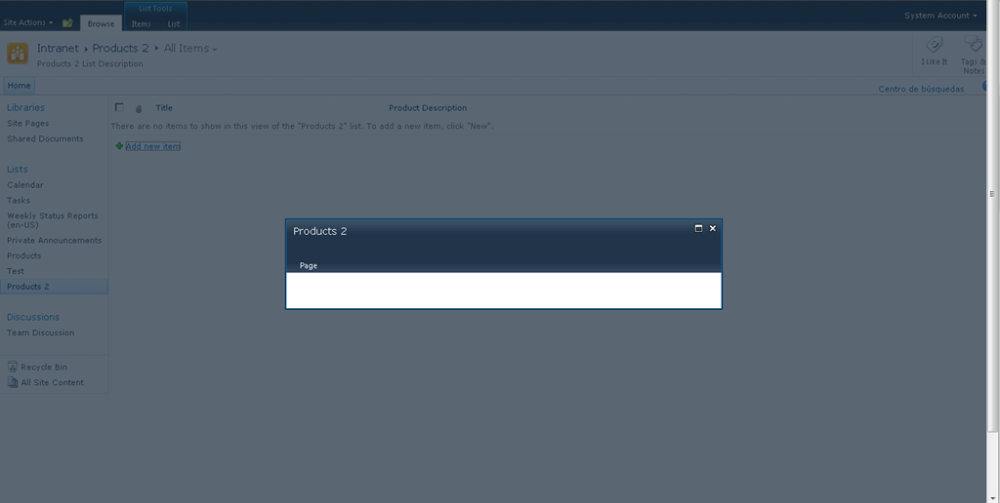 List Tools
Site Actions
Browse
Items
List
System Account
Intranet ▸ Products 2 ▸ All Items
Products 2 List Description
I Like It
Tags & Notes
Home
Centro de búsquedas
Libraries
Site Pages
Shared Documents
Lists
Calendar
Tasks
Weekly Status Reports
(en-US)
Private Announcements
Products
Test
Products 2
Discussions
Team Discussion
Recycle Bin
All Site Content
Title
Product Description
There are no items to show in this view of the "Products 2" list. To add a new item, click "New".
Add new item
Products 2
Page